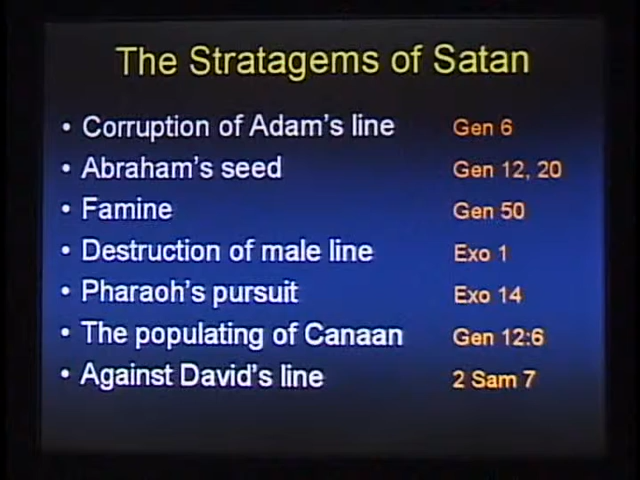 The Stratagems of Satan
• Corruption of Adam's line Gen 6
• Abraham's seed Gen 12, 20
• Famine Gen 50
• Destruction of male line Exo 1
• Pharaoh's pursuit Exo 14
• The populating of Canaan Gen 12:6
• Against David's line 2 Sam 7